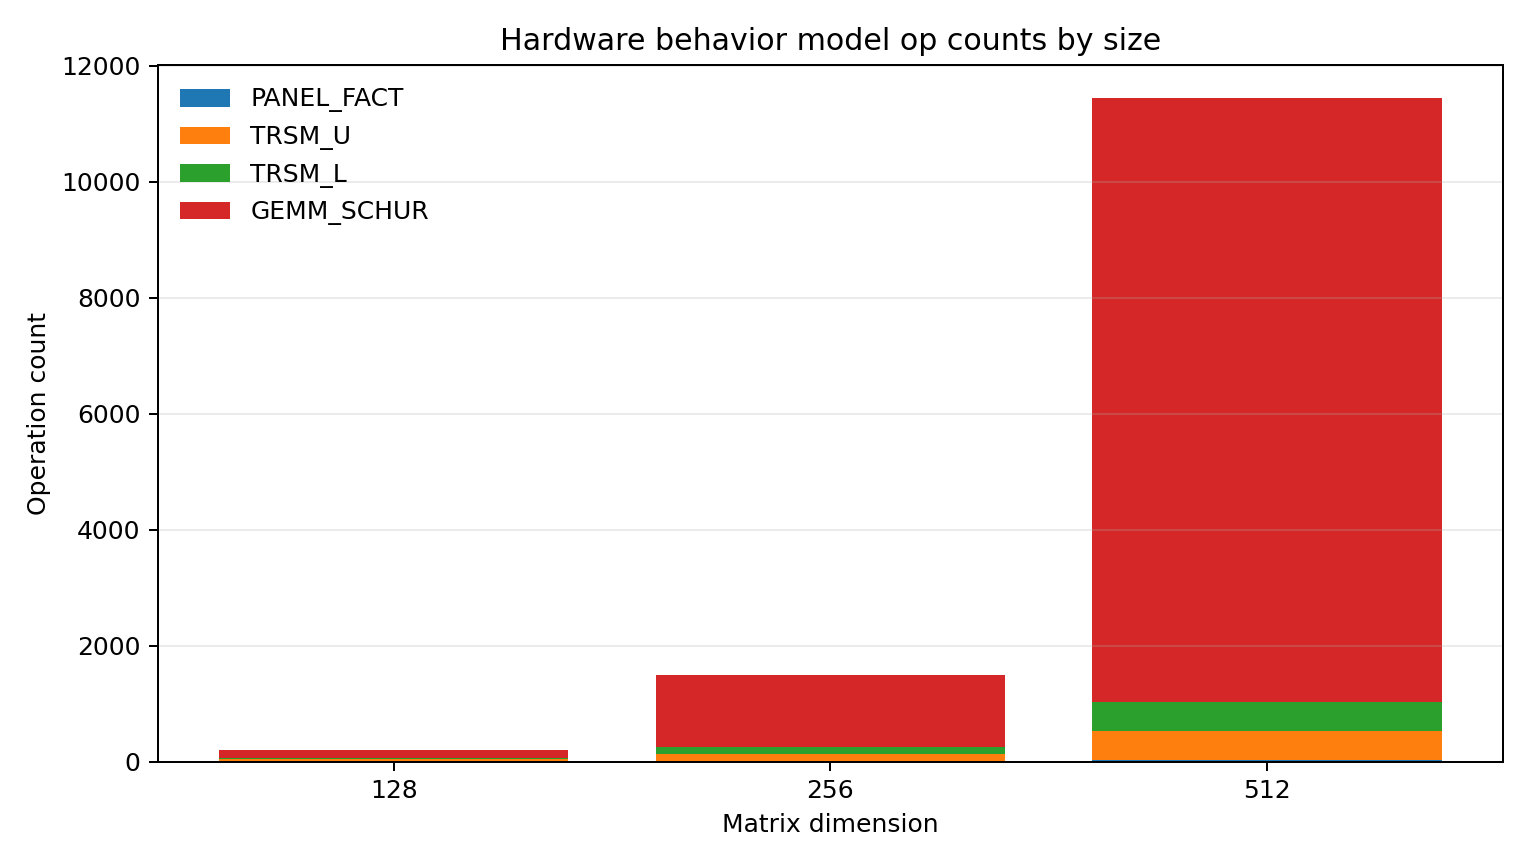 Hardware behavior model op counts by size
12000
10000
8000
6000
4000
2000
0
Operation count
PANEL_FACT
TRSM_U
TRSM_L
GEMM_SCHUR
128
256
512
Matrix dimension